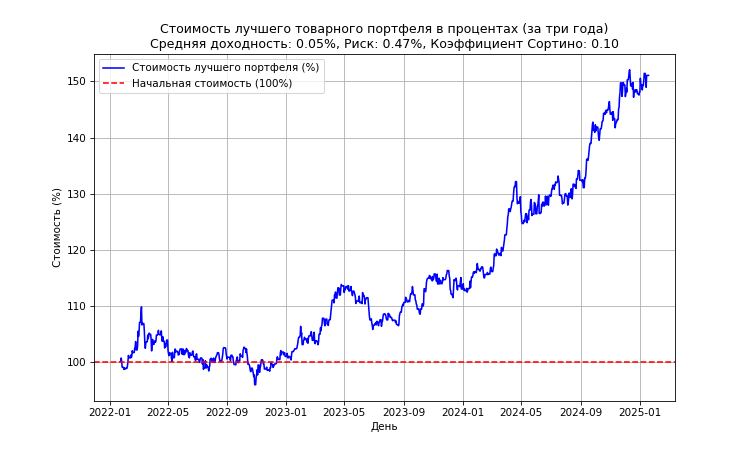 Стоимость лучшего товарного портфеля в процентах (за три года)
Средняя доходность: 0.05%, Риск: 0.47%, Коэффициент Сортино: 0.10
Стоимость лучшего портфеля (%)
Начальная стоимость (100%)
Стоимость (%)
150
140
130
120
110
100
2022-01 2022-05 2022-09 2023-01 2023-05 2023-09 2024-01 2024-05 2024-09 2025-01
День